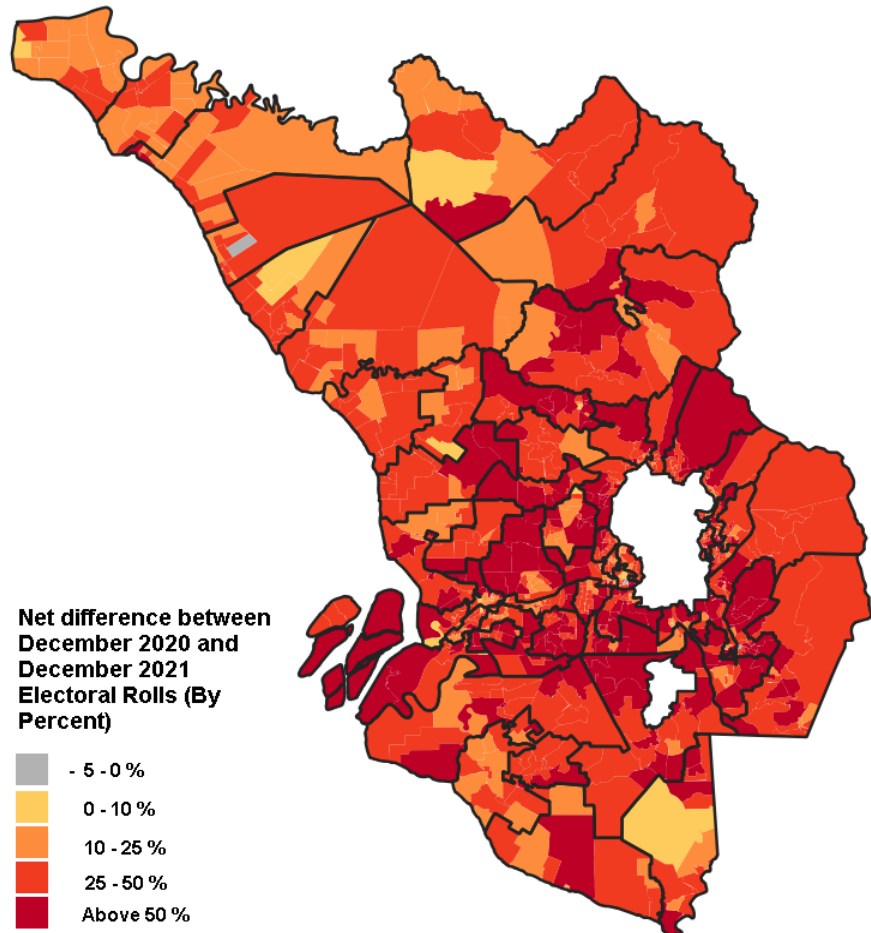 Net difference between
December 2020 and
December 2021
Electoral Rolls (By
Percent)
- 5 - 0 %
0 - 10 %
10 - 25 %
25 - 50 %
Above 50 %